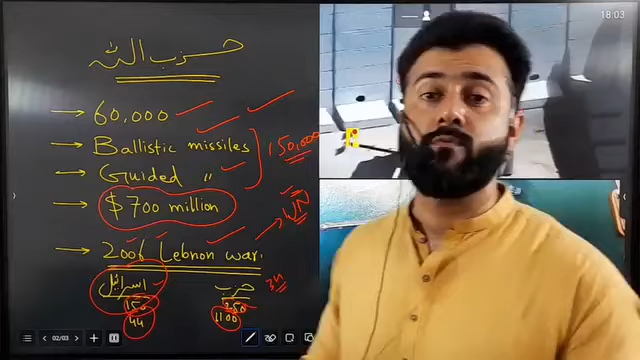 حزب اللہ
60,000
Ballistic missiles
150,000
Guided "
$700 million
UN
2006 Lebnon war.
اسرائیل حزب
150 250
44 1100
02/03
18:03